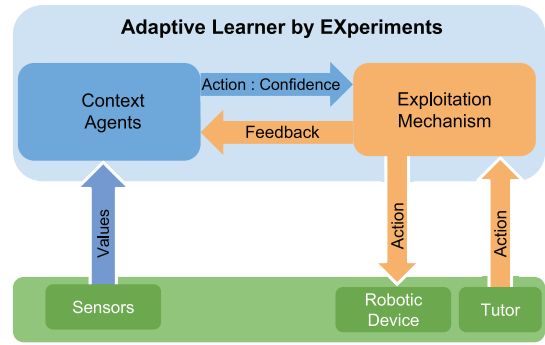 Adaptive Learner by EXperiments
Context
Agents
Action : Confidence
Feedback
Exploitation
Mechanism
Values
Action
Action
Sensors
Robotic
Device
Tutor